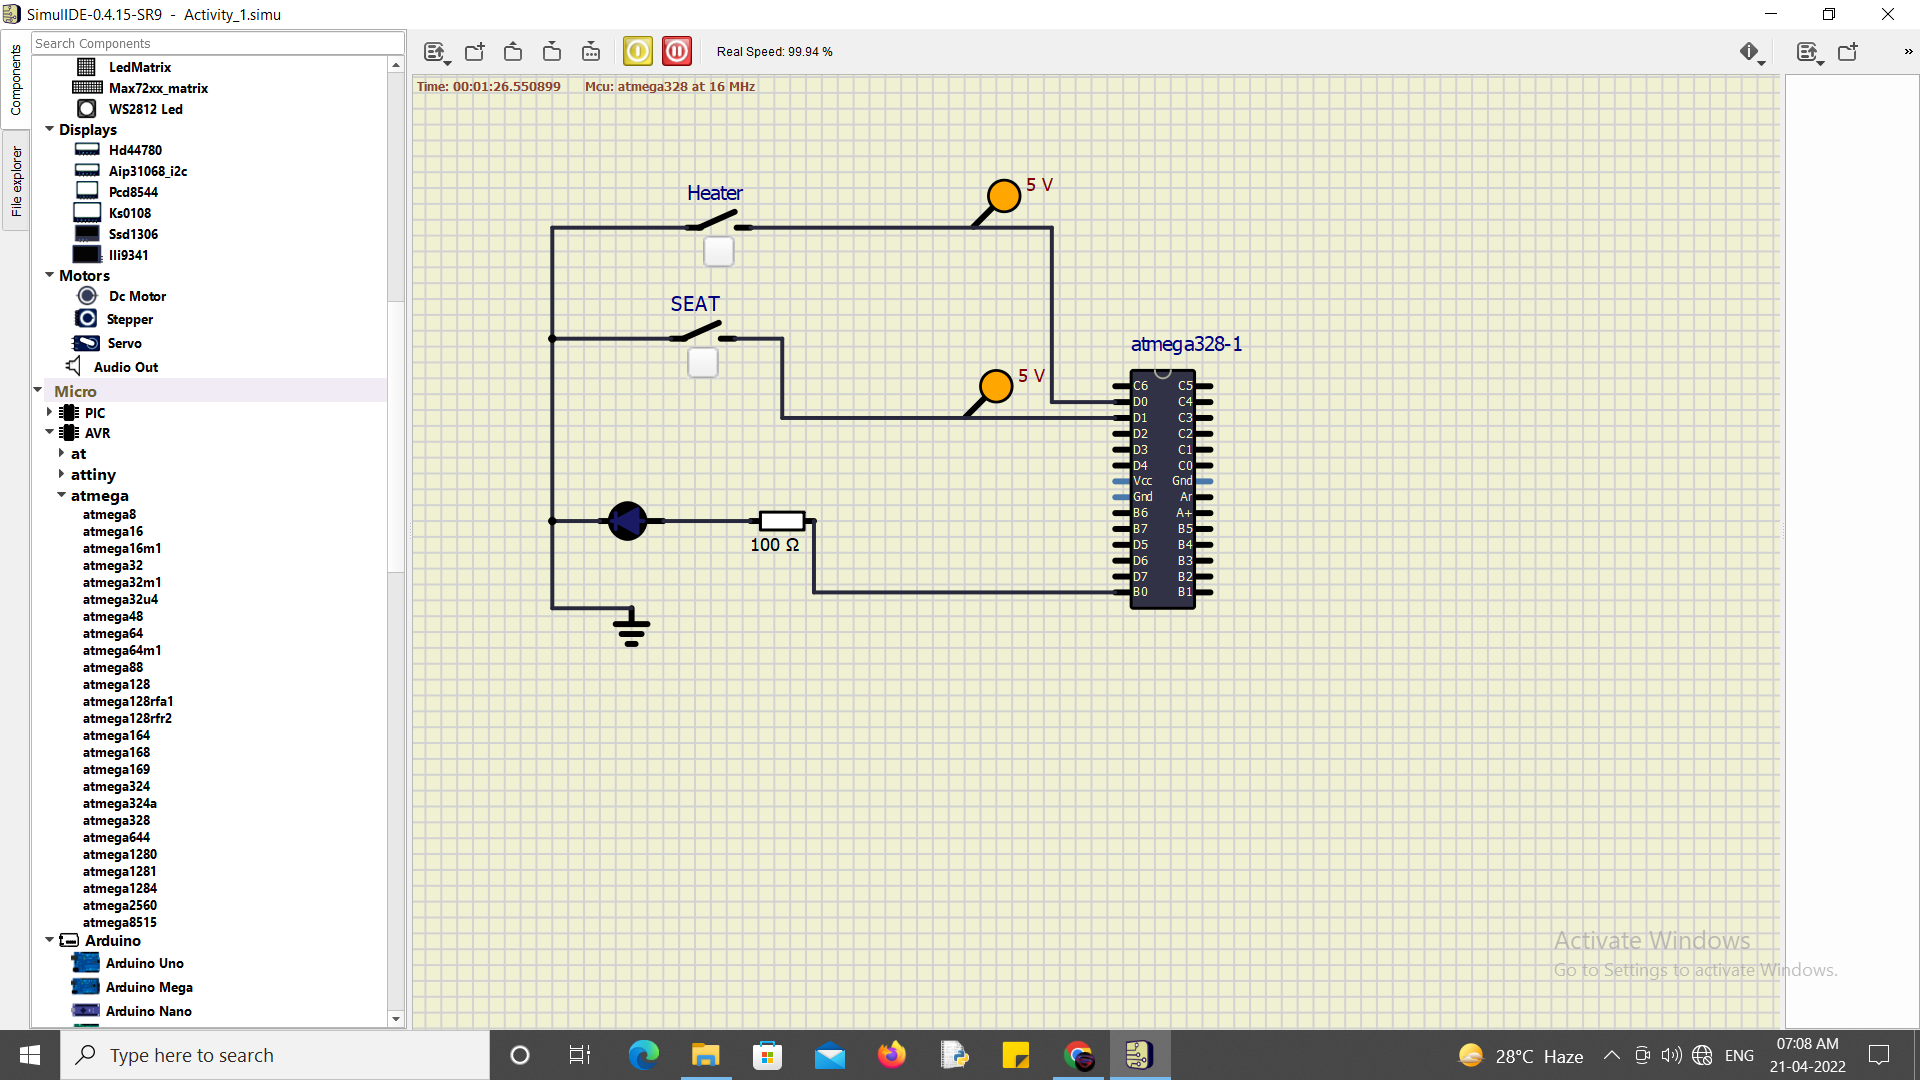 SimulIDE-0.4.15-SR9 - Activity_1.simu
Components
File explorer
Search Components
LedMatrix
Max72xx_matrix
WS2812 Led
Displays
Hd44780
Aip31068_i2c
Pcd8544
Ks0108
Ssd1306
Ili9341
Motors
Dc Motor
Stepper
Servo
Audio Out
Micro
PIC
AVR
at
attiny
atmega
atmega8
atmega16
atmega16m1
atmega32
atmega32m1
atmega32u4
atmega48
atmega64
atmega64m1
atmega88
atmega128
atmega128rfa1
atmega128rfr2
atmega164
atmega168
atmega169
atmega324
atmega324a
atmega328
atmega644
atmega1280
atmega1281
atmega1284
atmega2560
atmega8515
Arduino
Arduino Uno
Arduino Mega
Arduino Nano
Real Speed: 99.94 %
»
Time: 00:01:26.550899 Mcu: atmega328 at 16 MHz
Heater
5 V
SEAT
5 V
100 Ω
atmega328-1
C6 C5
D0 C4
D1 C3
D2 C2
D3 C1
D4 C0
Vcc Gnd
Gnd Ar
B6 A+
B7 B5
D5 B4
D6 B3
D7 B2
B0 B1
Activate Windows
Go to Settings to activate Windows.
Type here to search
28°C Haze
ENG
07:08 AM
21-04-2022